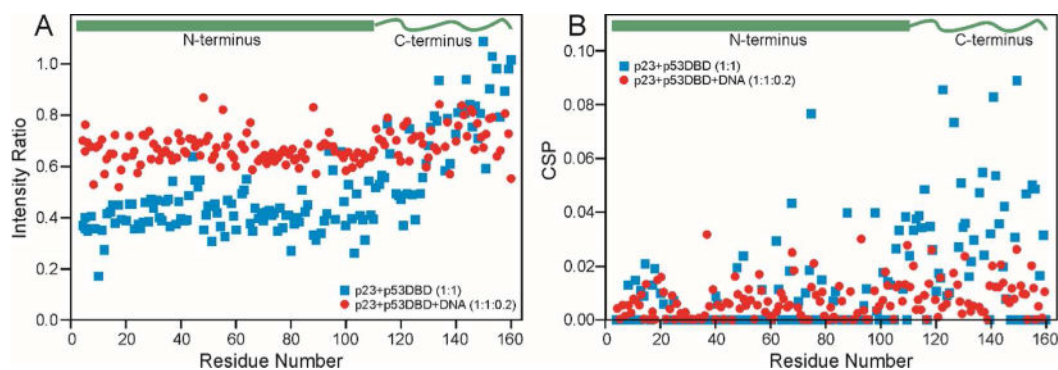 A
N-terminus
C-terminus
Intensity Ratio
1.0
0.8
0.6
0.4
0.2
0.0
p23+p53DBD (1:1)
p23+p53DBD+DNA (1:1:0.2)
0 20 40 60 80 100 120 140 160
Residue Number
B
N-terminus
C-terminus
p23+p53DBD (1:1)
p23+p53DBD+DNA (1:1:0.2)
CSP
0.10
0.08
0.06
0.04
0.02
0.00
0 20 40 60 80 100 120 140 160
Residue Number